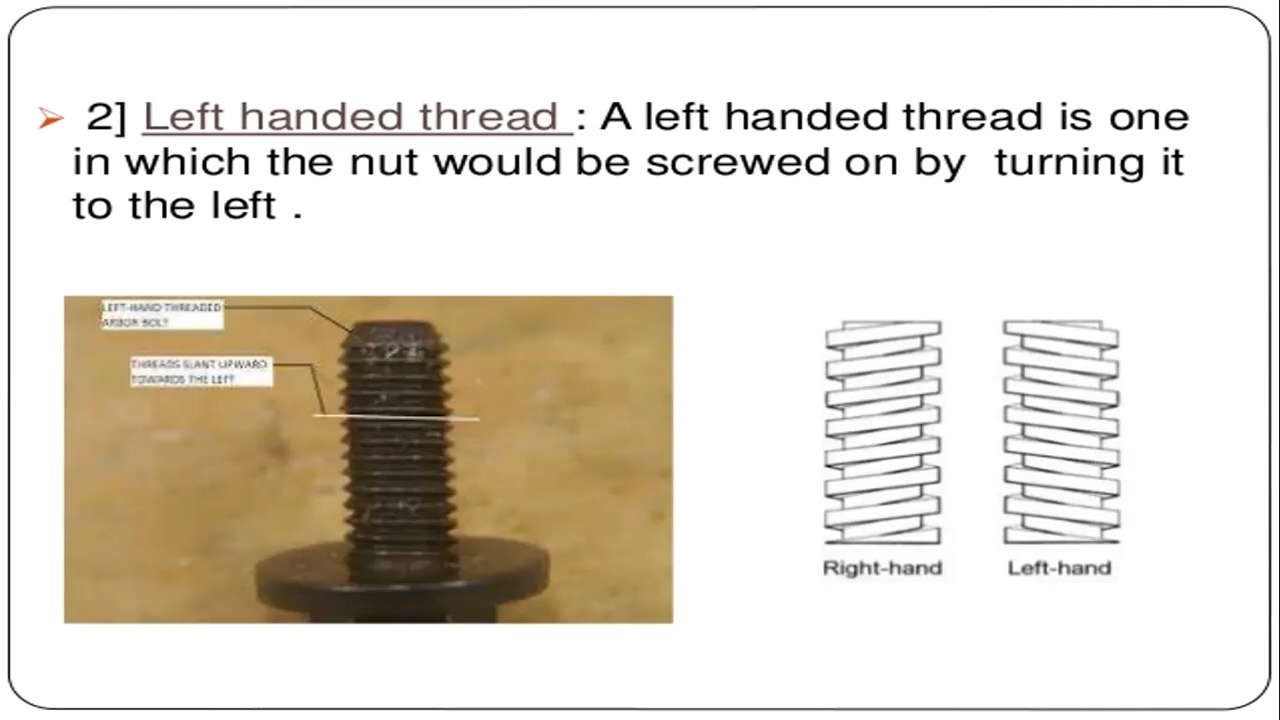 2] Left handed thread : A left handed thread is one
in which the nut would be screwed on by turning it
to the left .
LEFT-HAND THREADED
ARBOR BOLT
THREADS SLANT UPWARD
TOWARDS THE LEFT
Right-hand
Left-hand